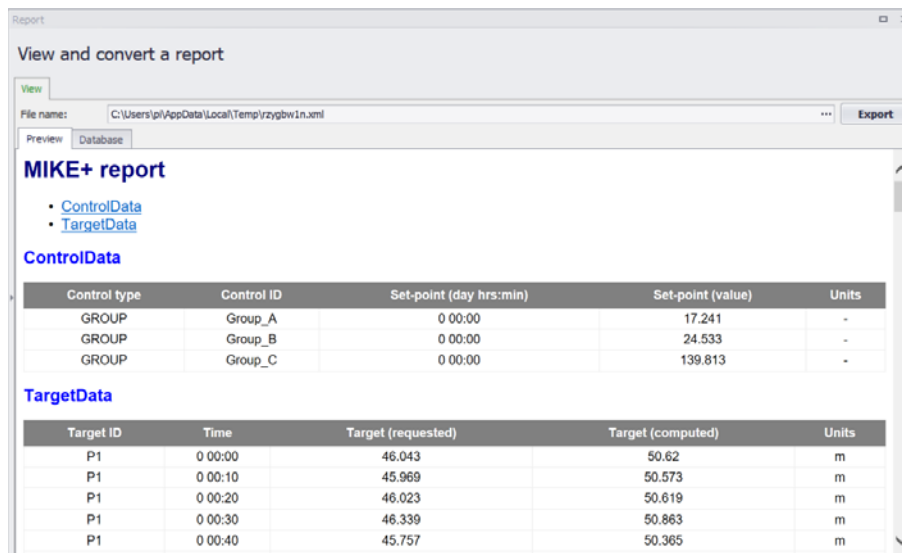 Report
View and convert a report
View
File name: C:\Users\pi\AppData\Local\Temp\rzygbw1n.xml ... Export
Preview Database
MIKE+ report
• ControlData
• TargetData
ControlData
Control type Control ID Set-point (day hrs:min) Set-point (value) Units
GROUP Group_A 0 00:00 17.241 -
GROUP Group_B 0 00:00 24.533 -
GROUP Group_C 0 00:00 139.813 -
TargetData
Target ID Time Target (requested) Target (computed) Units
P1 0 00:00 46.043 50.62 m
P1 0 00:10 45.969 50.573 m
P1 0 00:20 46.023 50.619 m
P1 0 00:30 46.339 50.863 m
P1 0 00:40 45.757 50.365 m